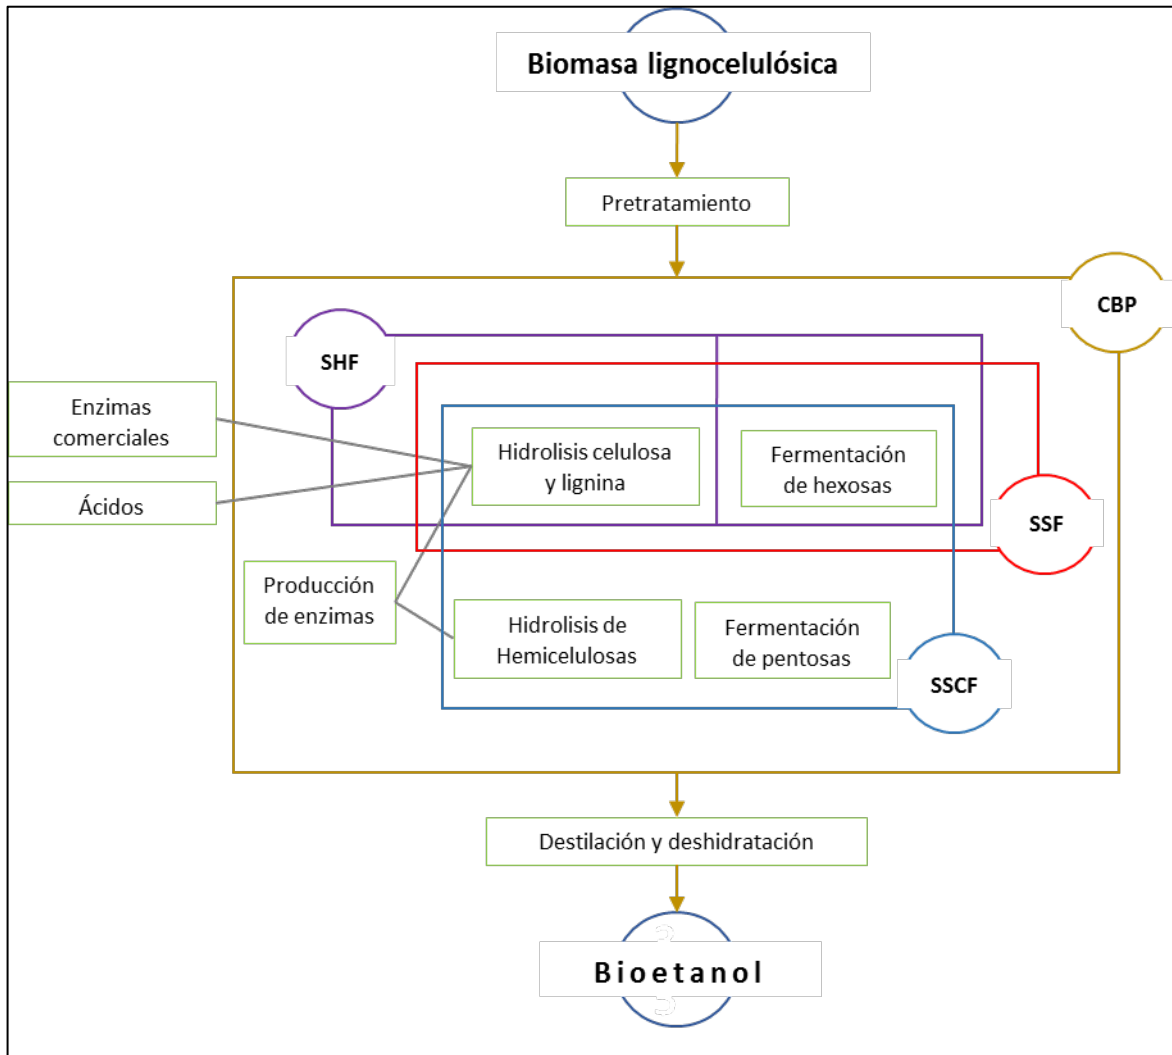 Biomasa lignocelulósica
Pretratamiento
CBP
SHF
Enzimas
comerciales
Hidrolisis celulosa
y lignina
Fermentación
de hexosas
Ácidos
SSF
Producción
de enzimas
Hidrolisis de
Hemicelulosas
Fermentación
de pentosas
SSCF
Destilación y deshidratación
Bioetanol